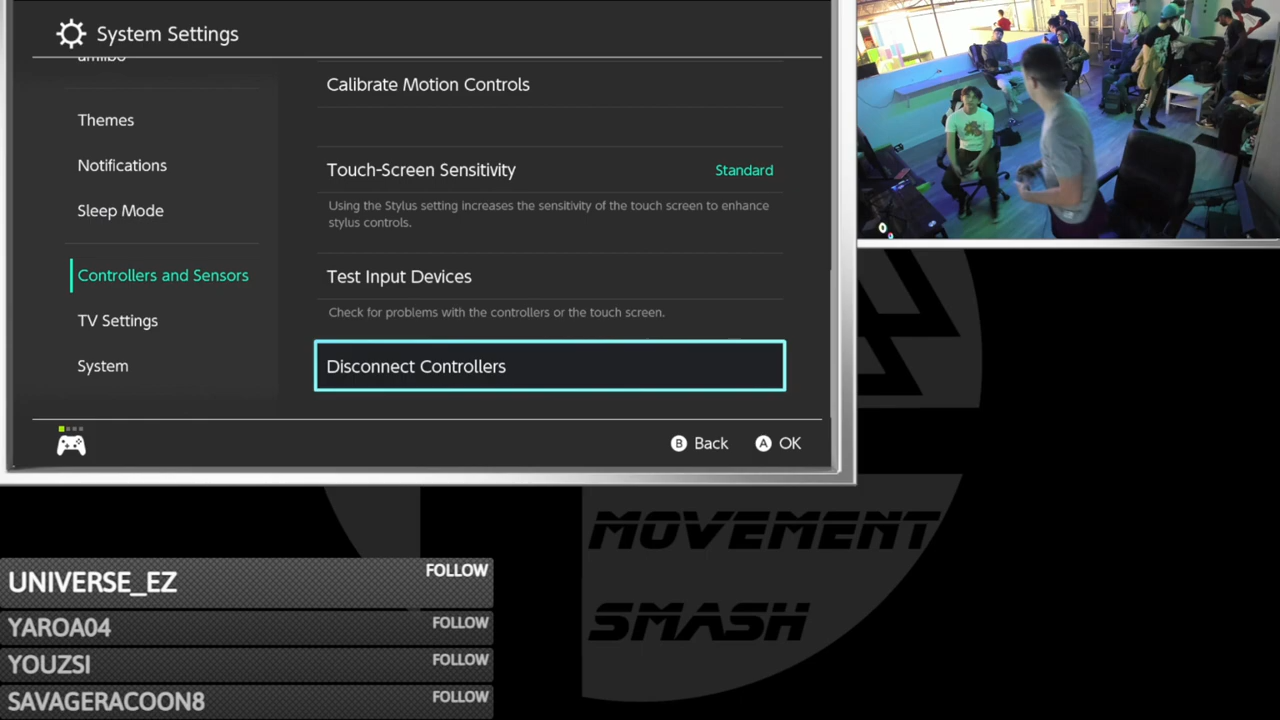 System Settings
amiibo
Themes
Notifications
Sleep Mode
Controllers and Sensors
TV Settings
System
Calibrate Motion Controls
Touch-Screen Sensitivity Standard
Using the Stylus setting increases the sensitivity of the touch screen to enhance
stylus controls.
Test Input Devices
Check for problems with the controllers or the touch screen.
Disconnect Controllers
B Back A OK
MOVEMENT
SMASH
UNIVERSE_EZ FOLLOW
YAROA04 FOLLOW
YOUZSI FOLLOW
SAVAGERACOON8 FOLLOW